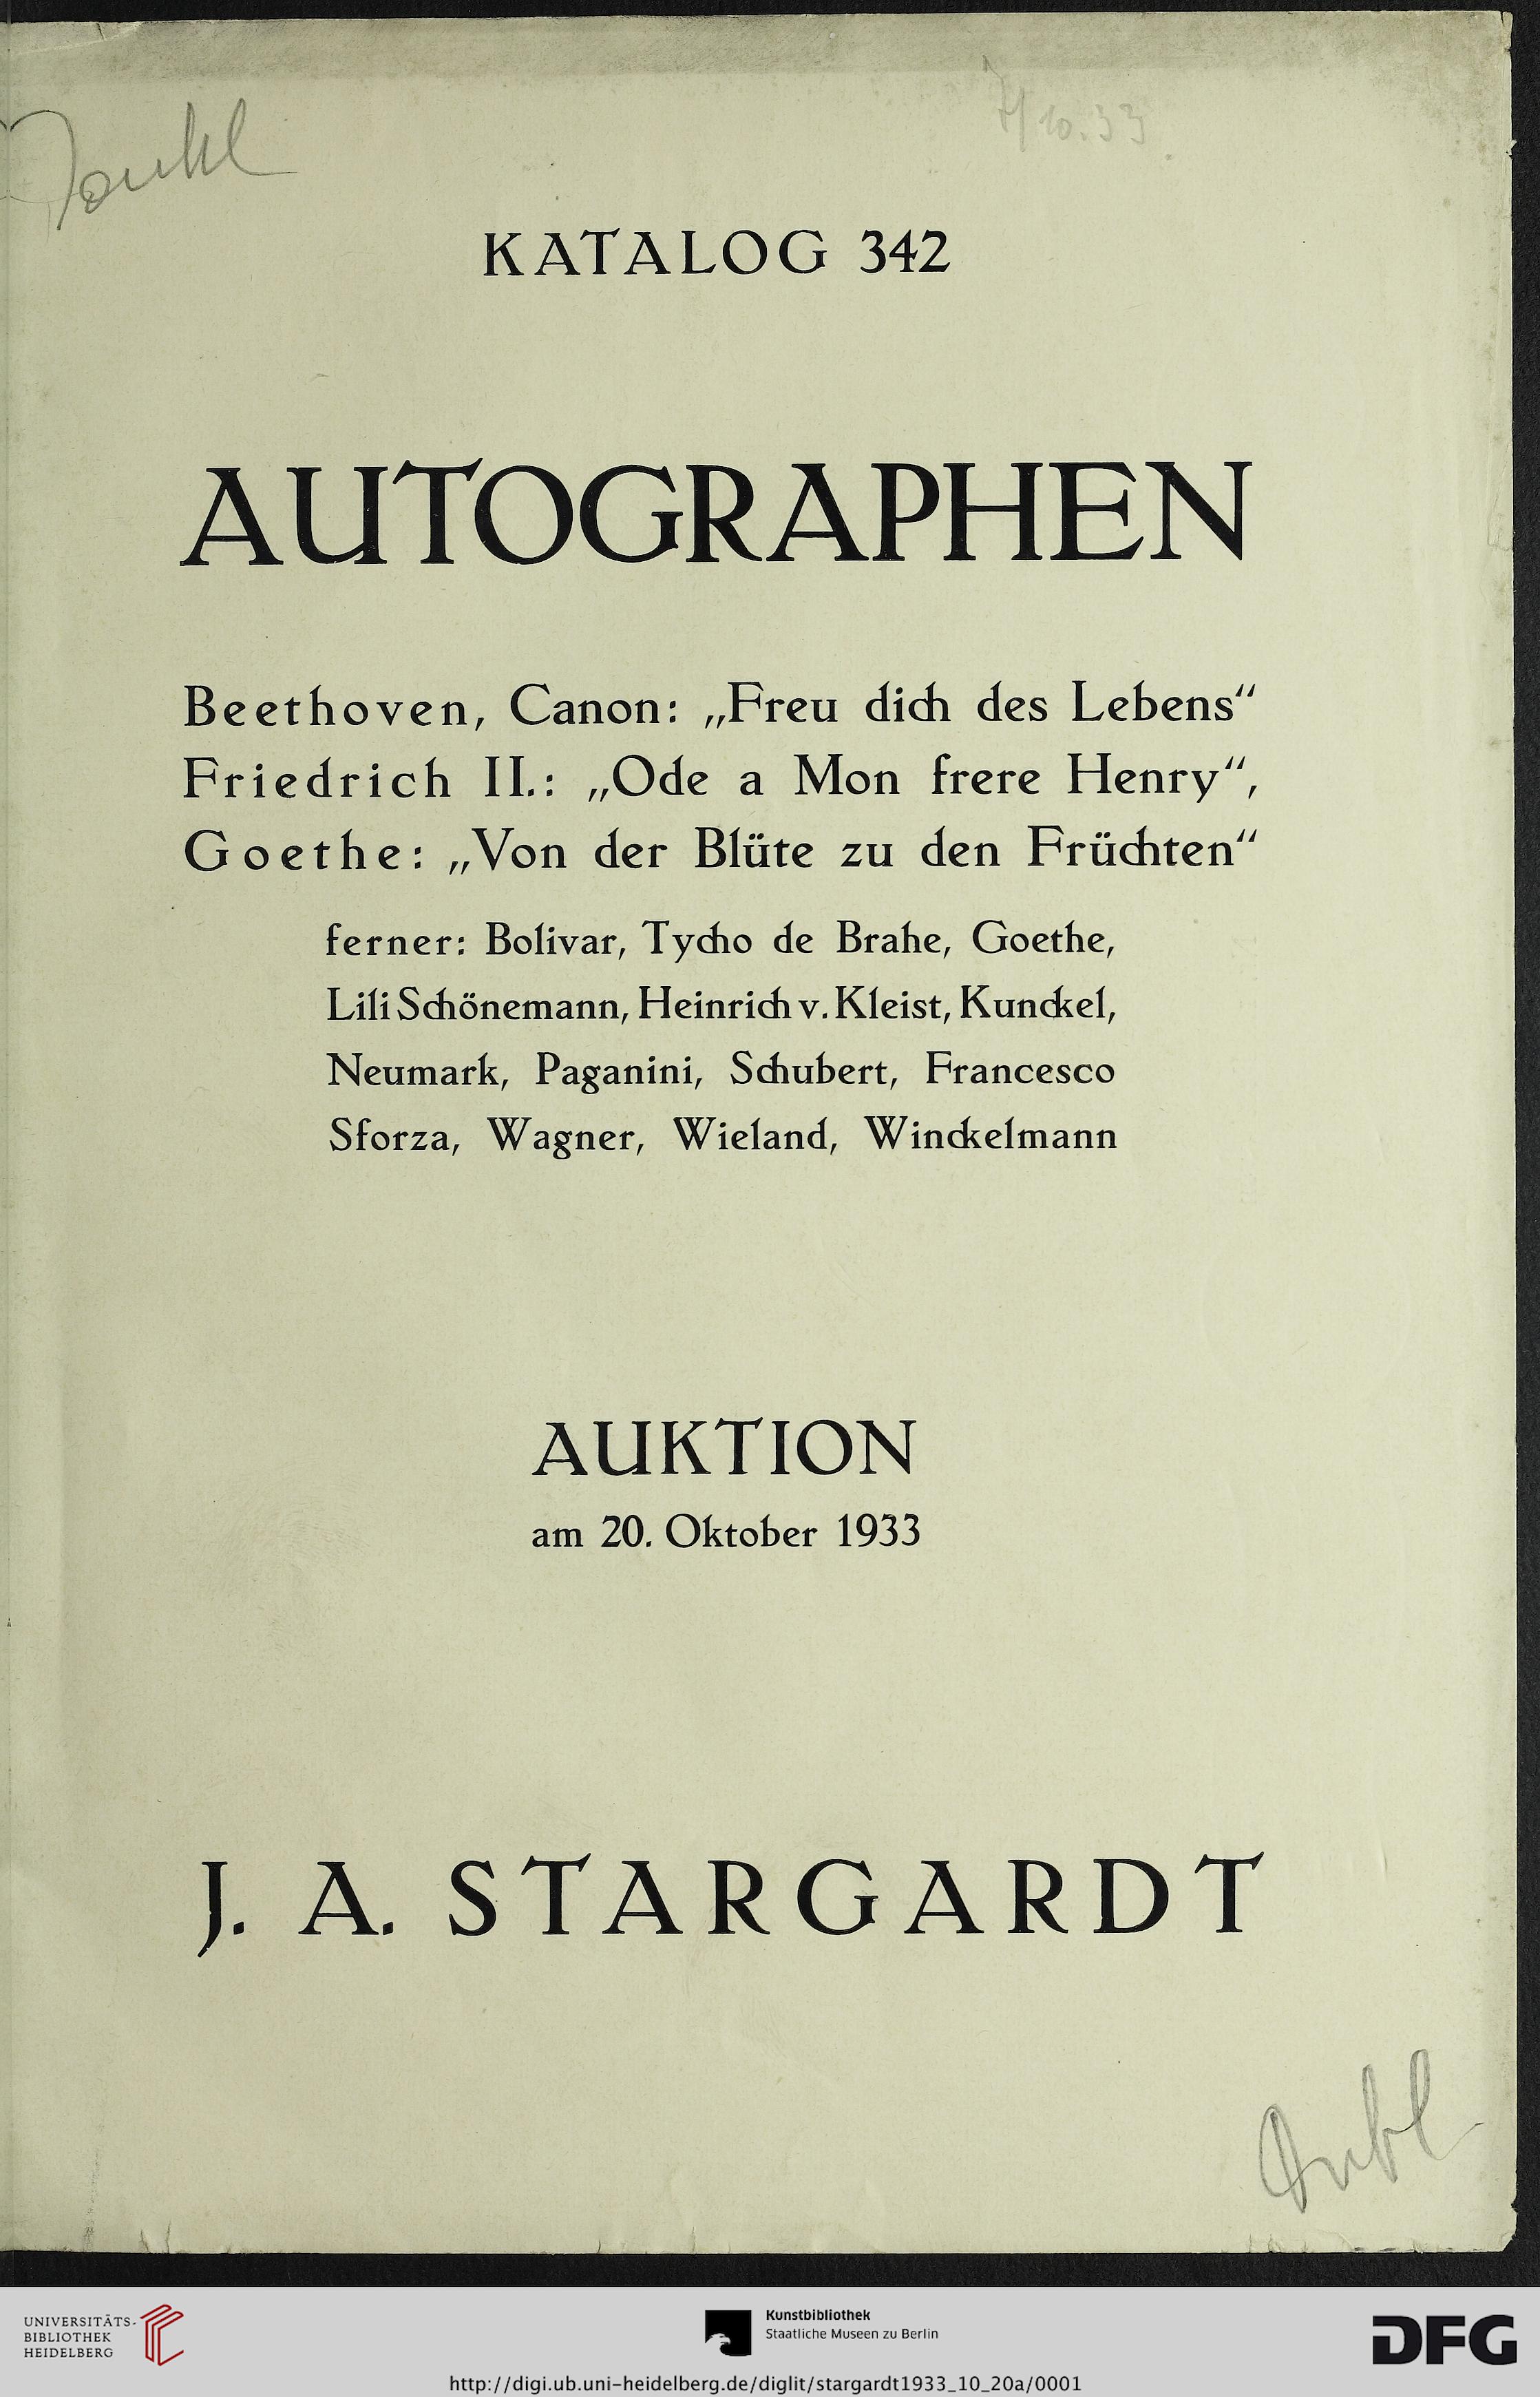 7/10.33
KATALOG 342
AUTOGRAPHEN
Beethoven, Canon: „Freu dich des Lebens“
Friedrich II.: „Ode a Mon frere Henry“,
Goethe: „Von der Blüte zu den Früchten“
ferner: Bolivar, Tycho de Brahe, Goethe,
Lili Schönemann, Heinrich v. Kleist, Kunckel,
Neumark, Paganini, Schubert, Francesco
Sforza, Wagner, Wieland, Winckelmann
AUKTION
am 20. Oktober 1933
J. A. STARGARDT
UNIVERSITÄTS-
BIBLIOTHEK
HEIDELBERG
Kunstbibliothek
Staatliche Museen zu Berlin
DFG
http://digi.ub.uni-heidelberg.de/diglit/stargardt1933_10_20a/0001